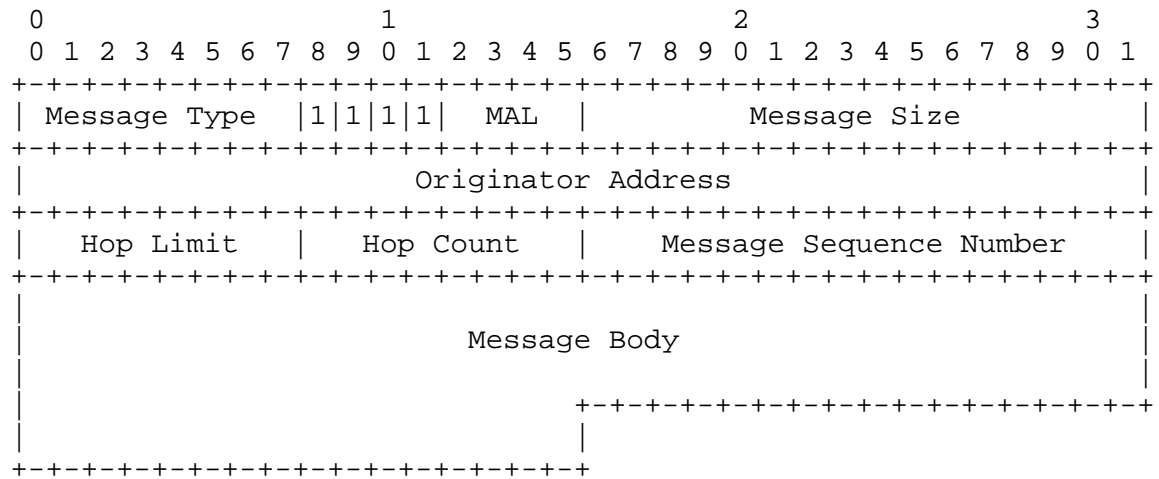 0                   1                   2                   3
 0 1 2 3 4 5 6 7 8 9 0 1 2 3 4 5 6 7 8 9 0 1 2 3 4 5 6 7 8 9 0 1
+-+-+-+-+-+-+-+-+-+-+-+-+-+-+-+-+-+-+-+-+-+-+-+-+-+-+-+-+-+-+-+-+
| Message Type  |1|1|1|1|  MAL  |         Message Size          |
+-+-+-+-+-+-+-+-+-+-+-+-+-+-+-+-+-+-+-+-+-+-+-+-+-+-+-+-+-+-+-+-+
|                      Originator Address                       |
+-+-+-+-+-+-+-+-+-+-+-+-+-+-+-+-+-+-+-+-+-+-+-+-+-+-+-+-+-+-+-+-+
|   Hop Limit   |   Hop Count   |    Message Sequence Number    |
+-+-+-+-+-+-+-+-+-+-+-+-+-+-+-+-+-+-+-+-+-+-+-+-+-+-+-+-+-+-+-+-+
|                                                               |
|                         Message Body                          |
|                                                               |
|                               +-+-+-+-+-+-+-+-+-+-+-+-+-+-+-+-+
|                               |
+-+-+-+-+-+-+-+-+-+-+-+-+-+-+-+-+